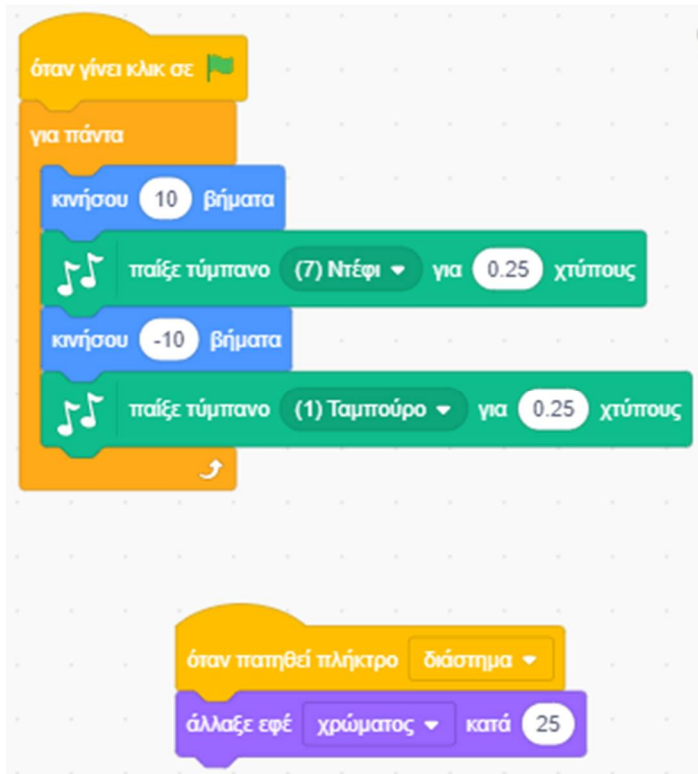 όταν γίνει κλικ σε
για πάντα
κινήσου 10 βήματα
παίξε τύμπανο (7) Ντέφι για 0.25 χτύπους
κινήσου -10 βήματα
παίξε τύμπανο (1) Ταμπούρο για 0.25 χτύπους
όταν πατηθεί πλήκτρο διάστημα
άλλαξε εφέ χρώματος κατά 25